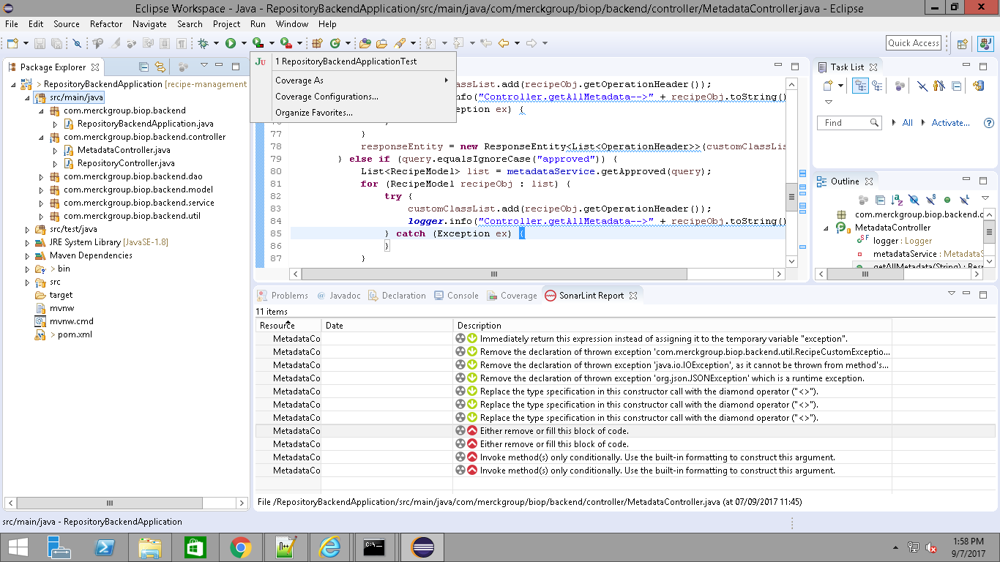 Eclipse Workspace - Java - RepositoryBackendApplication/src/main/java/com/merckgroup/biop/backend/controller/MetadataController.java - Eclipse
File Edit Source Refactor Navigate Search Project Run Window Help
Quick Access
Package Explorer
> RepositoryBackendApplication [recipe-management
src/main/java
com.merckgroup.biop.backend
RepositoryBackendApplication.java
com.merckgroup.biop.backend.controller
MetadataController.java
RepositoryController.java
com.merckgroup.biop.backend.dao
com.merckgroup.biop.backend.model
com.merckgroup.biop.backend.service
com.merckgroup.biop.backend.util
src/test/java
JRE System Library [JavaSE-1.8]
Maven Dependencies
> bin
src
target
mvnw
mvnw.cmd
> pom.xml
JU 1 RepositoryBackendApplicationTest
Coverage As
Coverage Configurations...
Organize Favorites...
classList.add(recipeObj.getOperationHeader());
.info("Controller.getAllMetadata-->" + recipeObj.toString()
ception ex) {
77 }
78 responseEntity = new ResponseEntity<List<OperationHeader>>(customClassLis
79 } else if (query.equalsIgnoreCase("approved")) {
80 List<RecipeModel> list = metadataService.getApproved(query);
81 for (RecipeModel recipeObj : list) {
82 try {
83 customClassList.add(recipeObj.getOperationHeader());
84 logger.info("Controller.getAllMetadata-->" + recipeObj.toString()
85 } catch (Exception ex) {
86 }
87 }
Task List
Find
All
Activate...
Outline
com.merckgroup.biop.backend.c
MetadataController
logger : Logger
metadataService : MetadataS
getAllMetadata(String) : Resp
Problems @ Javadoc Declaration Console Coverage SonarLint Report
11 items
Resource Date Description
MetadataCo Immediately return this expression instead of assigning it to the temporary variable "exception".
MetadataCo Remove the declaration of thrown exception 'com.merckgroup.biop.backend.util.RecipeCustomExceptio...
MetadataCo Remove the declaration of thrown exception 'java.io.IOException', as it cannot be thrown from method's...
MetadataCo Remove the declaration of thrown exception 'org.json.JSONException' which is a runtime exception.
MetadataCo Replace the type specification in this constructor call with the diamond operator ("<>").
MetadataCo Replace the type specification in this constructor call with the diamond operator ("<>").
MetadataCo Replace the type specification in this constructor call with the diamond operator ("<>").
MetadataCo Either remove or fill this block of code.
MetadataCo Either remove or fill this block of code.
MetadataCo Invoke method(s) only conditionally. Use the built-in formatting to construct this argument.
MetadataCo Invoke method(s) only conditionally. Use the built-in formatting to construct this argument.
File /RepositoryBackendApplication/src/main/java/com/merckgroup/biop/backend/controller/MetadataController.java (at 07/09/2017 11:45)
src/main/java - RepositoryBackendApplication
1:58 PM
9/7/2017